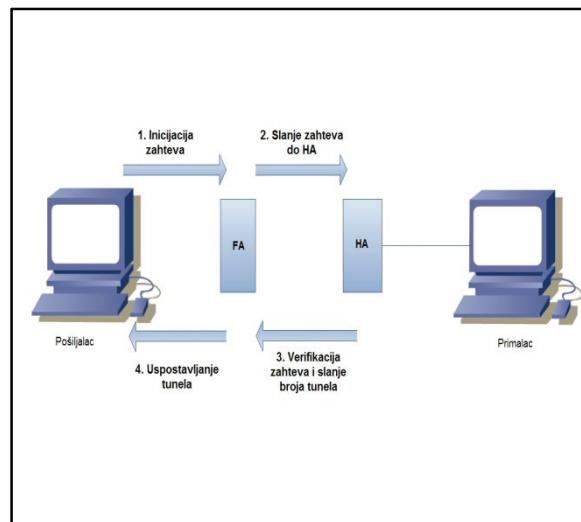 1. Inicijacija
zahteva
2. Slanje zahteva
do HA
FA
HA
Pošiljalac
Primalac
4. Uspostavljanje
tunela
3. Verifikacija
zahteva i slanje
broja tunela